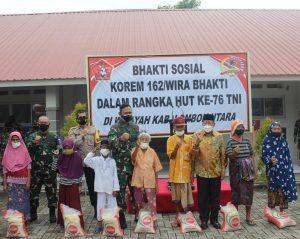 BHAKTI SOSIAL
KOREM 162/WIRA BHAKTI
DALAM RANGKA HUT KE-76 TNI
DI WILAYAH KAB LOMBOK UTARA